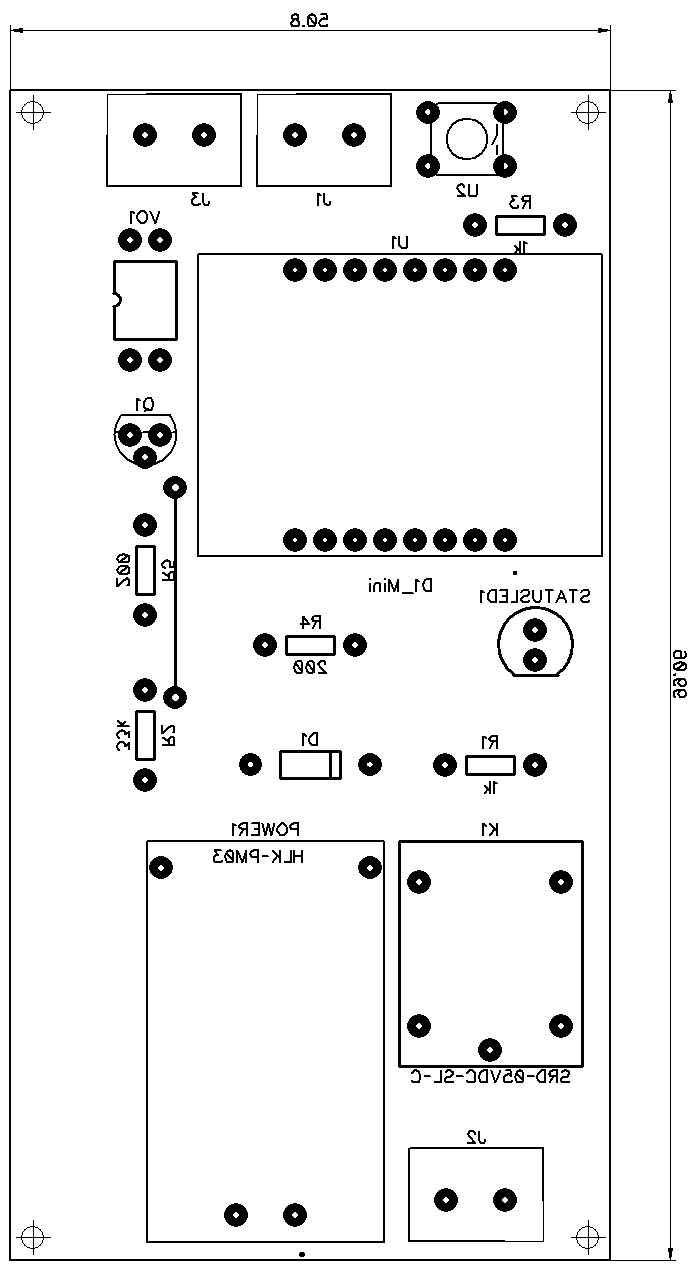 50.8
J3
J1
U2
VO1
R3
1k
U1
Q1
200
R5
D1_Mini
STATUSLED1
R4
200
99.06
33k
R2
D1
R1
1k
POWER1
K1
HLK-PM03
SRD-05VDC-SL-C
J2